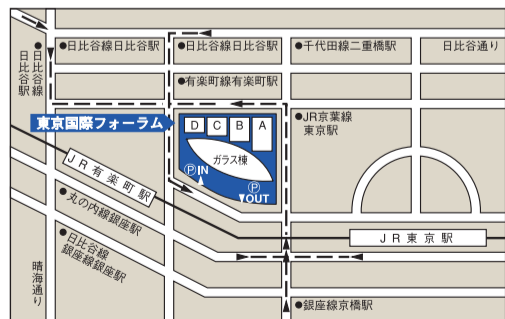 ●日比谷線日比谷駅
●日比谷線日比谷駅
●千代田線二重橋駅
日比谷通り
●日比谷線
日比谷駅
●有楽町線有楽町駅
東京国際フォーラム
D
C
B
A
●JR京葉線
東京駅
ガラス棟
P IN
P
OUT
JR有楽町駅
●丸の内線銀座駅
●日比谷線
銀座線銀座駅
JR東京駅
晴海通り
●銀座線京橋駅